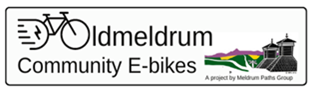 Oldmeldrum
Community E-bikes
A project by Meldrum Paths Group